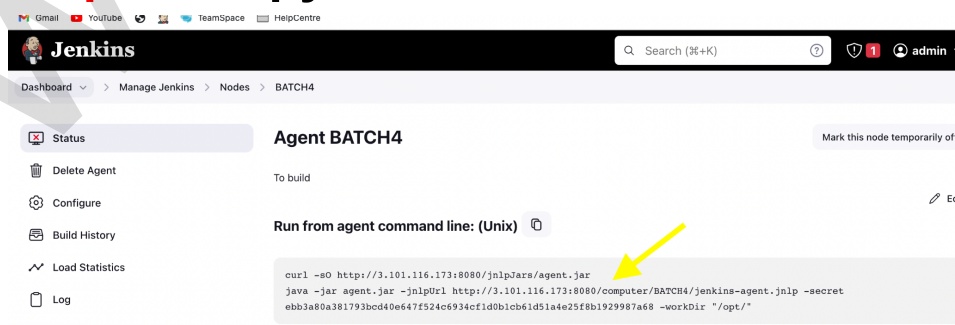 Gmail YouTube TeamSpace HelpCentre
Jenkins Search (⌘+K) ? 1 admin
Dashboard > Manage Jenkins > Nodes > BATCH4
Status
Agent BATCH4
Mark this node temporarily of
Delete Agent
To build
Configure
Ed
Run from agent command line: (Unix)
Build History
Load Statistics
curl -sO http://3.101.116.173:8080/jnlpJars/agent.jar
java -jar agent.jar -jnlpUrl http://3.101.116.173:8080/computer/BATCH4/jenkins-agent.jnlp -secret
ebb3a80a381793bcd40e647f524c6934cf1d0b1cb61d51a4e25f8b1929987a68 -workDir "/opt/"
Log